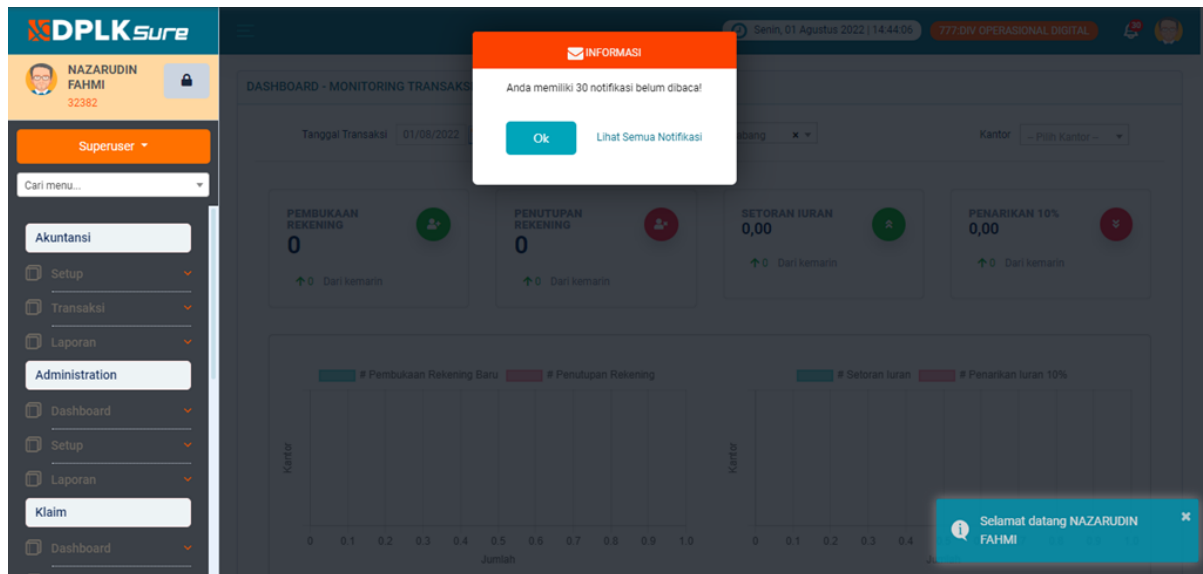 DPLKSure
NAZARUDIN
FAHMI
32382
Superuser
Cari menu...
Akuntansi
Setup
Transaksi
Laporan
Administration
Dashboard
Setup
Laporan
Klaim
Dashboard
Senin, 01 Agustus 2022 | 14:44:06
777:DIV OPERASIONAL DIGITAL
INFORMASI
Anda memiliki 30 notifikasi belum dibaca!
Ok
Lihat Semua Notifikasi
DASHBOARD - MONITORING TRANSAKS
Tanggal Transaksi 01/08/2022
abang
Kantor
-- Pilih Kantor --
PEMBUKAAN
REKENING
0
0 Dari kemarin
PENUTUPAN
REKENING
0
0 Dari kemarin
SETORAN IURAN
0,00
0 Dari kemarin
PENARIKAN 10%
0,00
0 Dari kemarin
# Pembukaan Rekening Baru # Penutupan Rekening
Kantor
0 0.1 0.2 0.3 0.4 0.5 0.6 0.7 0.8 0.9 1.0
Jumlah
# Setoran Iuran # Penarikan Iuran 10%
Kantor
0 0.1 0.2 0.3 0.4
Selamat datang NAZARUDIN
FAHMI